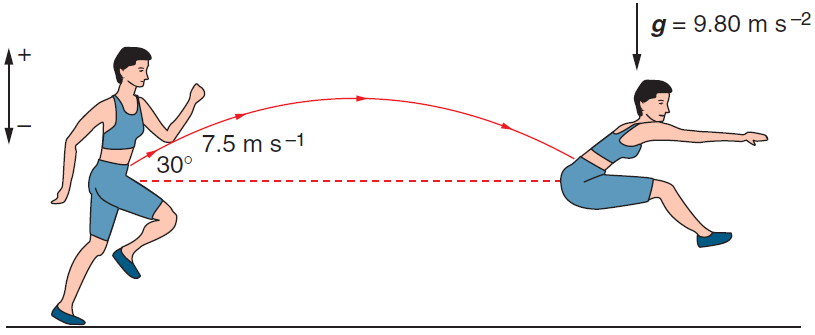 +
g = 9.80 m s⁻²
−
7.5 m s⁻¹
30°